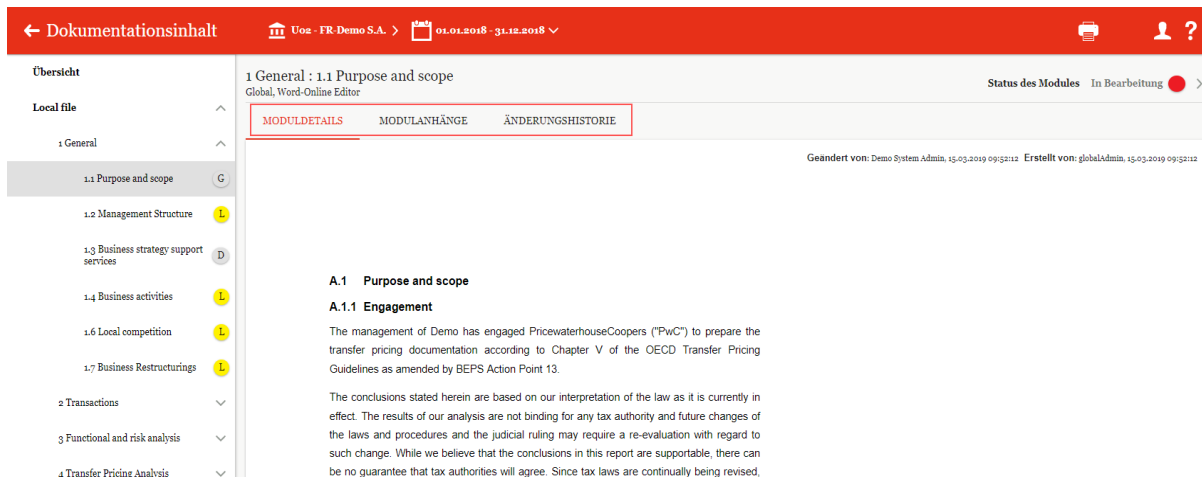 Dokumentationsinhalt
U02 - FR-Demo S.A.
01.01.2018 - 31.12.2018
?
Übersicht
Local file
1 General
1.1 Purpose and scope
G
1.2 Management Structure
L
1.3 Business strategy support
services
D
1.4 Business activities
L
1.6 Local competition
L
1.7 Business Restructurings
L
2 Transactions
3 Functional and risk analysis
4 Transfer Pricing Analysis
1 General : 1.1 Purpose and scope
Global, Word-Online Editor
Status des Modules In Bearbeitung
MODULDETAILS MODULANHÄNGE ÄNDERUNGSHISTORIE
Geändert von: Demo System Admin, 15.03.2019 09:52:12 Erstellt von: globalAdmin, 15.03.2019 09:52:12
A.1 Purpose and scope
A.1.1 Engagement
The management of Demo has engaged PricewaterhouseCoopers ("PwC") to prepare the
transfer pricing documentation according to Chapter V of the OECD Transfer Pricing
Guidelines as amended by BEPS Action Point 13.
The conclusions stated herein are based on our interpretation of the law as it is currently in
effect. The results of our analysis are not binding for any tax authority and future changes of
the laws and procedures and the judicial ruling may require a re-evaluation with regard to
such change. While we believe that the conclusions in this report are supportable, there can
be no guarantee that tax authorities will agree. Since tax laws are continually being revised,